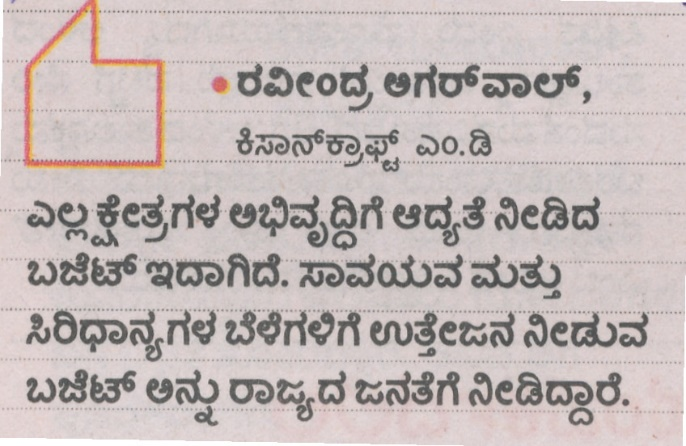 • ರವೀಂದ್ರ ಅಗರ್‌ವಾಲ್,
ಕಿಸಾನ್‌ಕ್ರಾಫ್ಟ್ ಎಂ.ಡಿ
ಎಲ್ಲ ಕ್ಷೇತ್ರಗಳ ಅಭಿವೃದ್ಧಿಗೆ ಆದ್ಯತೆ ನೀಡಿದ
ಬಜೆಟ್ ಇದಾಗಿದೆ. ಸಾವಯವ ಮತ್ತು
ಸಿರಿಧಾನ್ಯಗಳ ಬೆಳೆಗಳಿಗೆ ಉತ್ತೇಜನ ನೀಡುವ
ಬಜೆಟ್ ಅನ್ನು ರಾಜ್ಯದ ಜನತೆಗೆ ನೀಡಿದ್ದಾರೆ.